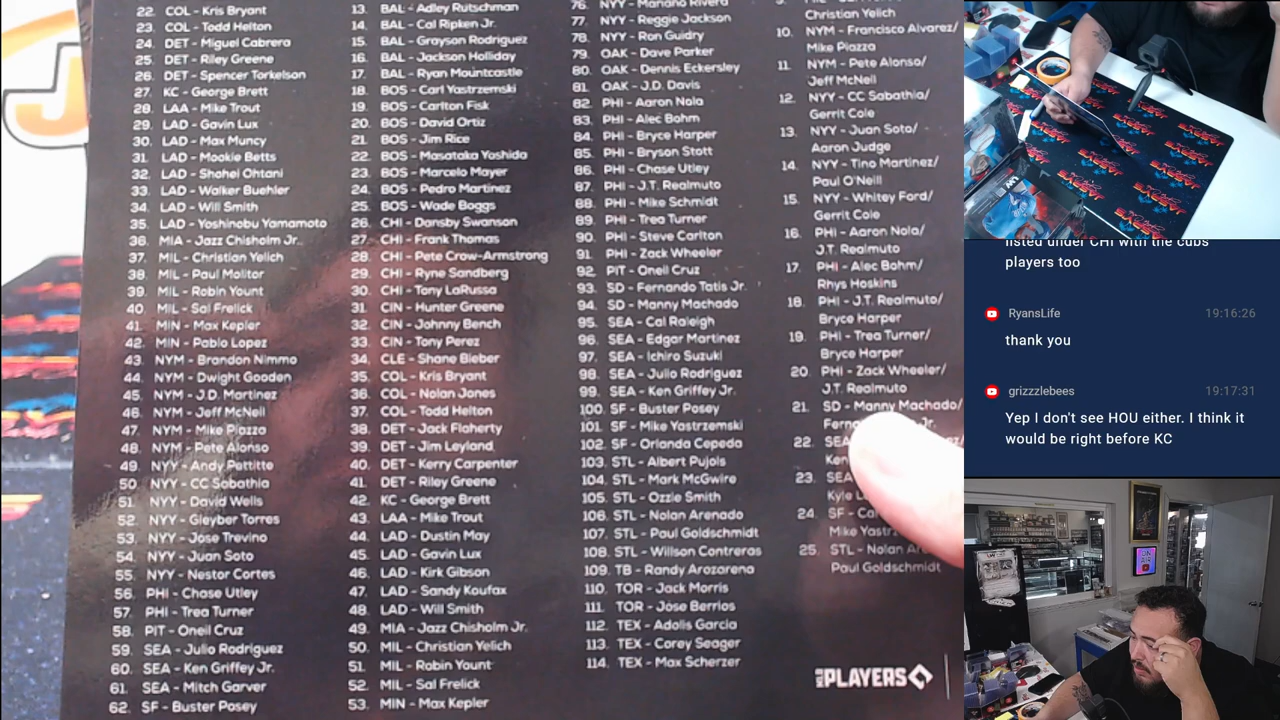 22. COL - Kris Bryant
23. COL - Todd Helton
24. DET - Miguel Cabrera
25. DET - Riley Greene
26. DET - Spencer Torkelson
27. KC - George Brett
28. LAA - Mike Trout
29. LAD - Gavin Lux
30. LAD - Max Muncy
31. LAD - Mookie Betts
32. LAD - Shohei Ohtani
33. LAD - Walker Buehler
34. LAD - Will Smith
35. LAD - Yoshinobu Yamamoto
36. MIA - Jazz Chisholm Jr.
37. MIL - Christian Yelich
38. MIL - Paul Molitor
39. MIL - Robin Yount
40. MIL - Sal Frelick
41. MIN - Max Kepler
42. MIN - Pablo Lopez
43. NYM - Brandon Nimmo
44. NYM - Dwight Gooden
45. NYM - J.D. Martinez
46. NYM - Jeff McNeil
47. NYM - Mike Piazza
48. NYM - Pete Alonso
49. NYY - Andy Pettitte
50. NYY - CC Sabathia
51. NYY - David Wells
52. NYY - Gleyber Torres
53. NYY - Jose Trevino
54. NYY - Juan Soto
55. NYY - Nestor Cortes
56. PHI - Chase Utley
57. PHI - Trea Turner
58. PIT - Oneil Cruz
59. SEA - Julio Rodriguez
60. SEA - Ken Griffey Jr.
61. SEA - Mitch Garver
62. SF - Buster Posey
13. BAL - Adley Rutschman
14. BAL - Cal Ripken Jr.
15. BAL - Grayson Rodriguez
16. BAL - Jackson Holliday
17. BAL - Ryan Mountcastle
18. BOS - Carl Yastrzemski
19. BOS - Carlton Fisk
20. BOS - David Ortiz
21. BOS - Jim Rice
22. BOS - Masataka Yoshida
23. BOS - Marcelo Mayer
24. BOS - Pedro Martinez
25. BOS - Wade Boggs
26. CHI - Dansby Swanson
27. CHI - Frank Thomas
28. CHI - Pete Crow-Armstrong
29. CHI - Ryne Sandberg
30. CHI - Tony LaRussa
31. CIN - Hunter Greene
32. CIN - Johnny Bench
33. CIN - Tony Perez
34. CLE - Shane Bieber
35. COL - Kris Bryant
36. COL - Nolan Jones
37. COL - Todd Helton
38. DET - Jack Flaherty
39. DET - Jim Leyland
40. DET - Kerry Carpenter
41. DET - Riley Greene
42. KC - George Brett
43. LAA - Mike Trout
44. LAD - Dustin May
45. LAD - Gavin Lux
46. LAD - Kirk Gibson
47. LAD - Sandy Koufax
48. LAD - Will Smith
49. MIA - Jazz Chisholm Jr.
50. MIL - Christian Yelich
51. MIL - Robin Yount
52. MIL - Sal Frelick
53. MIN - Max Kepler
76. NYY - Mariano Rivera
77. NYY - Reggie Jackson
78. NYY - Ron Guidry
79. OAK - Dave Parker
80. OAK - Dennis Eckersley
81. OAK - J.D. Davis
82. PHI - Aaron Nola
83. PHI - Alec Bohm
84. PHI - Bryce Harper
85. PHI - Bryson Stott
86. PHI - Chase Utley
87. PHI - J.T. Realmuto
88. PHI - Mike Schmidt
89. PHI - Trea Turner
90. PHI - Steve Carlton
91. PHI - Zack Wheeler
92. PIT - Oneil Cruz
93. SD - Fernando Tatis Jr.
94. SD - Manny Machado
95. SEA - Cal Raleigh
96. SEA - Edgar Martinez
97. SEA - Ichiro Suzuki
98. SEA - Julio Rodriguez
99. SEA - Ken Griffey Jr.
100. SF - Buster Posey
101. SF - Mike Yastrzemski
102. SF - Orlando Cepeda
103. STL - Albert Pujols
104. STL - Mark McGwire
105. STL - Ozzie Smith
106. STL - Nolan Arenado
107. STL - Paul Goldschmidt
108. STL - Willson Contreras
109. TB - Randy Arozarena
110. TOR - Jack Morris
111. TOR - Jose Berrios
112. TEX - Adolis Garcia
113. TEX - Corey Seager
114. TEX - Max Scherzer
Christian Yelich
10. NYM - Francisco Alvarez/
Mike Piazza
11. NYM - Pete Alonso/
Jeff McNeil
12. NYY - CC Sabathia/
Gerrit Cole
13. NYY - Juan Soto/
Aaron Judge
14. NYY - Tino Martinez/
Paul O'Neill
15. NYY - Whitey Ford/
Gerrit Cole
16. PHI - Aaron Nola/
J.T. Realmuto
17. PHI - Alec Bohm/
Rhys Hoskins
18. PHI - J.T. Realmuto/
Bryce Harper
19. PHI - Trea Turner/
Bryce Harper
20. PHI - Zack Wheeler/
J.T. Realmuto
21. SD - Manny Machado/
22. SEA
Ken
23. SEA
Kyle
24. SF - Cal
Mike
25. STL - Nolan
Paul Goldschmidt
PLAYERS
listed under CHI with the cubs
players too
RyansLife 19:16:26
thank you
grizzzlebees 19:17:31
Yep I don't see HOU either. I think it
would be right before KC